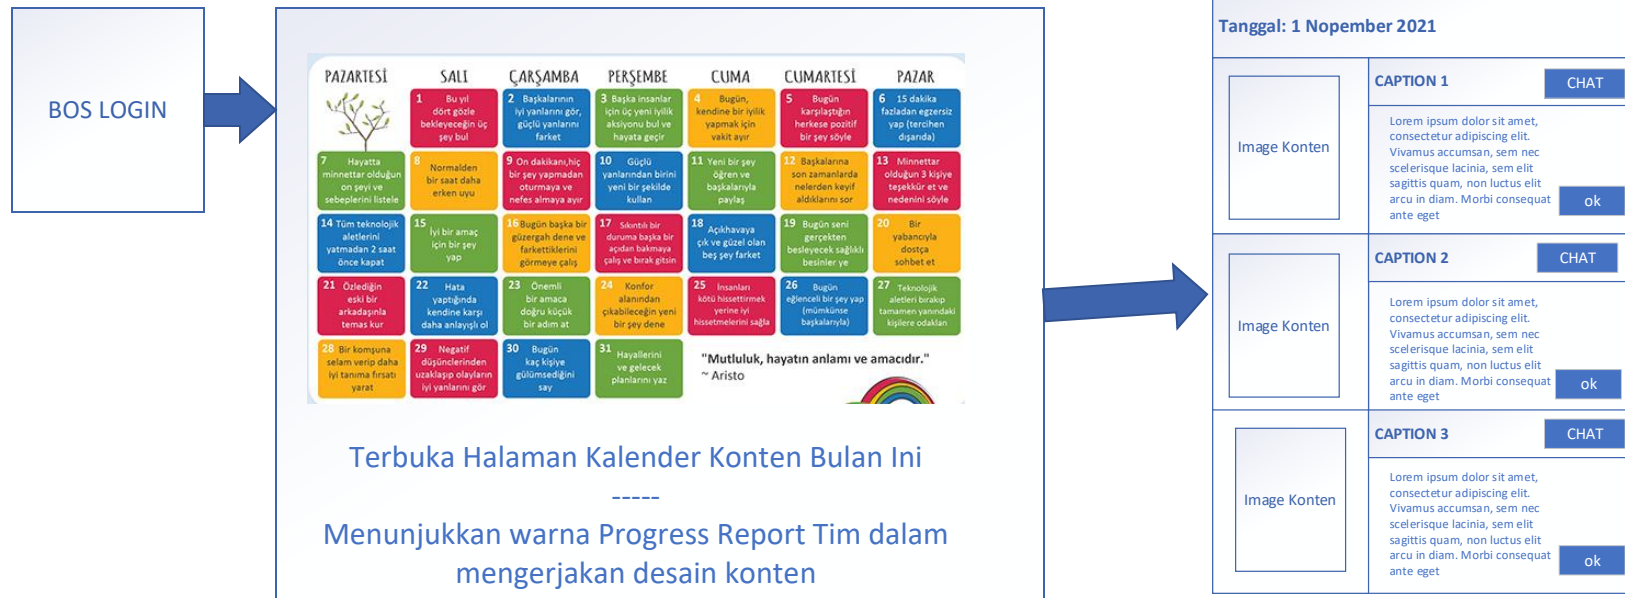 BOS LOGIN
PAZARTESİ SALI ÇARŞAMBA PERŞEMBE CUMA CUMARTESİ PAZAR
1 Bu yıl
dört gözle
bekleyeceğin üç
şey bul
2 Başkalarının
iyi yanlarını gör,
güçlü yanlarını
farket
3 Başka insanlar
için üç yeni iyilik
aksiyonu bul ve
hayata geçir
4 Bugün,
kendine bir iyilik
yapmak için
vakit ayır
5 Bugün
karşılaştığın
herkese pozitif
bir şey söyle
6 15 dakika
fazladan egzersiz
yap (tercihen
dışarıda)
7 Hayatta
minnettar olduğun
on şeyi ve
sebeplerini listele
8 Normalden
bir saat daha
erken uyu
9 On dakikanı,hiç
bir şey yapmadan
oturmaya ve
nefes almaya ayır
10 Güçlü
yanlarından birini
yeni bir şekilde
kullan
11 Yeni bir şey
öğren ve
başkalarıyla
paylaş
12 Başkalarına
son zamanlarda
nelerden keyif
aldıklarını sor
13 Minnettar
olduğun 3 kişiye
teşekkür et ve
nedenini söyle
14 Tüm teknolojik
aletlerini
yatmadan 2 saat
önce kapat
15 İyi bir amaç
için bir şey
yap
16 Bugün başka bir
güzergah dene ve
farkettiklerini
görmeye çalış
17 Sıkıntılı bir
duruma başka bir
açıdan bakmaya
çalış ve bırak gitsin
18 Açıkhavaya
çık ve güzel olan
beş şey farket
19 Bugün seni
gerçekten
besleyecek sağlıklı
besinler ye
20 Bir
yabancıyla
dostça
sohbet et
21 Özlediğin
eski bir
arkadaşınla
temas kur
22 Hata
yaptığında
kendine karşı
daha anlayışlı ol
23 Önemli
bir amaca
doğru küçük
bir adım at
24 Konfor
alanından
çıkabileceğin yeni
bir şey dene
25 İnsanları
kötü hissettirmek
yerine iyi
hissetmelerini sağla
26 Bugün
eğlenceli bir şey yap
(mümkünse
başkalarıyla)
27 Teknolojik
aletleri bırakıp
tamamen yanındaki
kişilere odaklan
28 Bir komşuna
selam verip daha
iyi tanıma fırsatı
yarat
29 Negatif
düşünclerinden
uzaklaşıp olayların
iyi yanlarını gör
30 Bugün
kaç kişiye
gülümsediğini
say
31 Hayallerini
ve gelecek
planlarını yaz
"Mutluluk, hayatın anlamı ve amacıdır."
~ Aristo
Terbuka Halaman Kalender Konten Bulan Ini
-----
Menunjukkan warna Progress Report Tim dalam
mengerjakan desain konten
Tanggal: 1 Nopember 2021
Image Konten
CAPTION 1
CHAT
Lorem ipsum dolor sit amet,
consectetur adipiscing elit.
Vivamus accumsan, sem nec
scelerisque lacinia, sem elit
sagittis quam, non luctus elit
arcu in diam. Morbi consequat
ante eget
ok
Image Konten
CAPTION 2
CHAT
Lorem ipsum dolor sit amet,
consectetur adipiscing elit.
Vivamus accumsan, sem nec
scelerisque lacinia, sem elit
sagittis quam, non luctus elit
arcu in diam. Morbi consequat
ante eget
ok
Image Konten
CAPTION 3
CHAT
Lorem ipsum dolor sit amet,
consectetur adipiscing elit.
Vivamus accumsan, sem nec
scelerisque lacinia, sem elit
sagittis quam, non luctus elit
arcu in diam. Morbi consequat
ante eget
ok